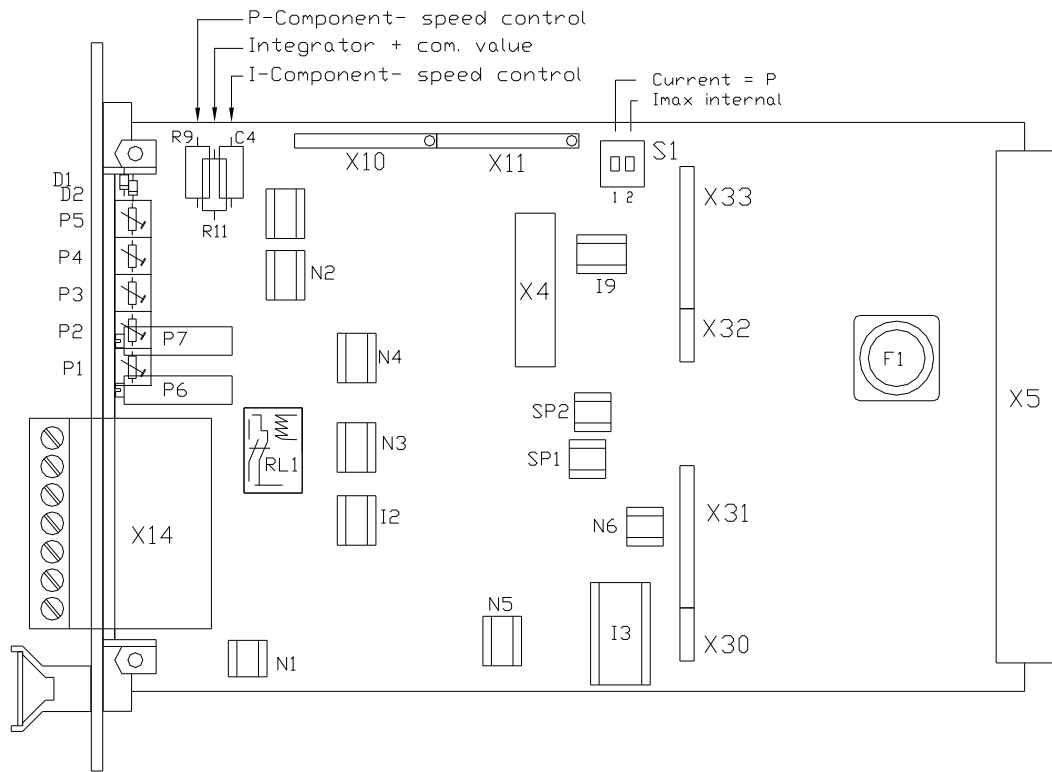 P-Component- speed control
Integrator + com. value
I-Component- speed control
Current = P
Imax internal
R9
C4
X10
X11
S1
1 2
D1
D2
R11
P5
P4
P3
P2
P7
P1
P6
N2
X4
I9
X33
X32
N4
F1
X5
SP2
SP1
N3
RL1
I2
X14
N6
X31
N5
I3
X30
N1